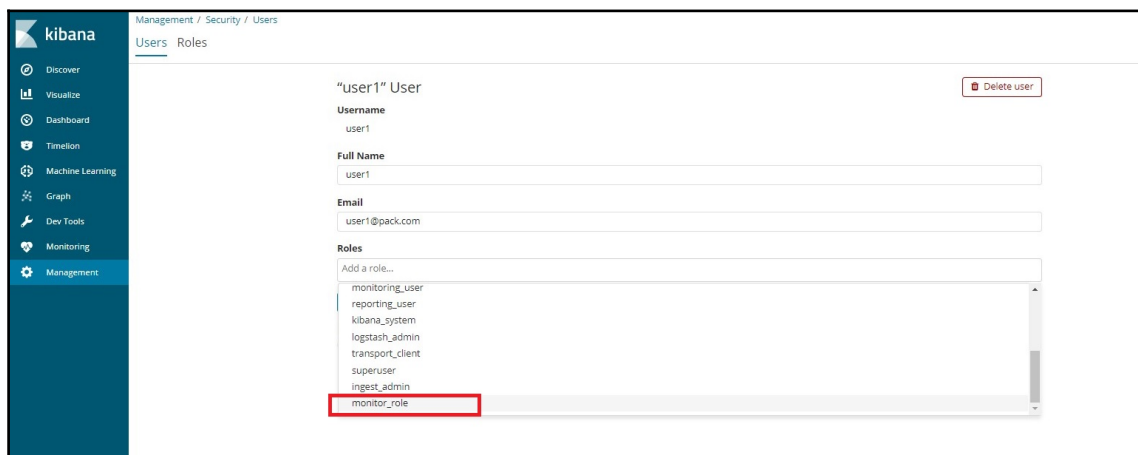 Management / Security / Users
kibana
Users Roles
Discover
Visualize
Dashboard
Timelion
Machine Learning
Graph
Dev Tools
Monitoring
Management
“user1” User
Delete user
Username
user1
Full Name
user1
Email
user1@pack.com
Roles
Add a role...
monitoring_user
reporting_user
kibana_system
logstash_admin
transport_client
superuser
ingest_admin
monitor_role